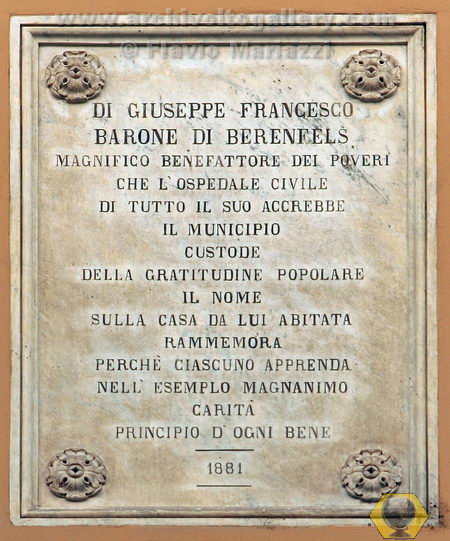 www.archivoltogallery.com
© Flavio Mariazzi
DI GIUSEPPE FRANCESCO
BARONE DI BERENFELS
MAGNIFICO BENEFATTORE DEI POVERI
CHE L'OSPEDALE CIVILE
DI TUTTO IL SUO ACCREBBE
IL MUNICIPIO
CUSTODE
DELLA GRATITUDINE POPOLARE
IL NOME
SULLA CASA DA LUI ABITATA
RAMMEMORA
PERCHÈ CIASCUNO APPRENDA
NELL'ESEMPLO MAGNANIMO
CARITÀ
PRINCIPIO D'OGNI BENE
1881